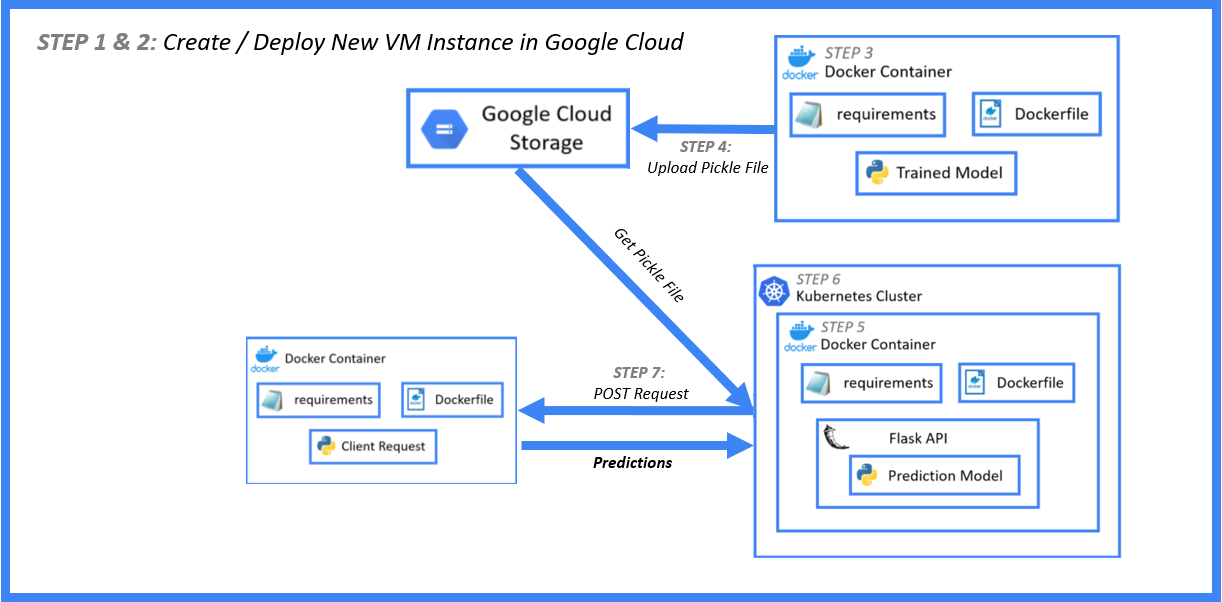 STEP 1 & 2: Create / Deploy New VM Instance in Google Cloud
STEP 3
docker
Docker Container
requirements
Dockerfile
Trained Model
Google Cloud
Storage
STEP 4:
Upload Pickle File
Get Pickle File
STEP 6
Kubernetes Cluster
STEP 5
docker
Docker Container
requirements
Dockerfile
Flask API
Prediction Model
docker
Docker Container
requirements
Dockerfile
Client Request
STEP 7:
POST Request
Predictions